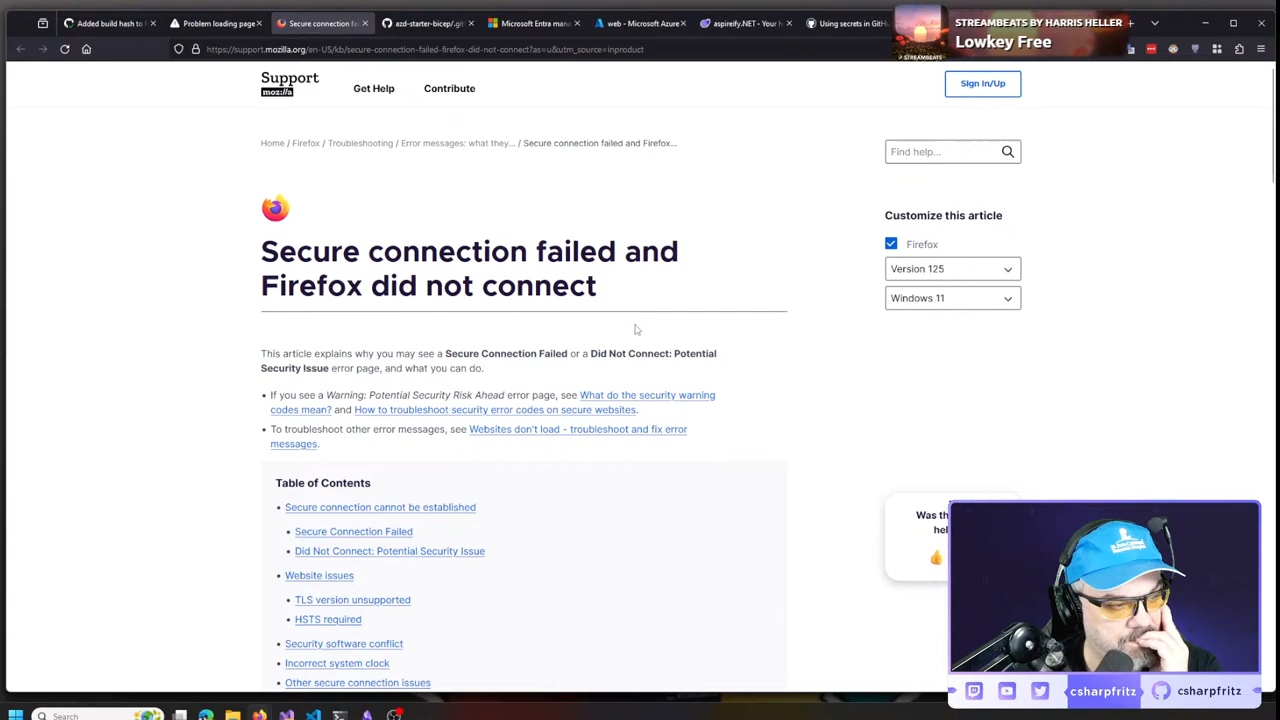 Added build hash to
Problem loading page
Secure connection fa
azd-starter-bicep/.git
Microsoft Entra mana
web - Microsoft Azure
aspireify.NET - Your h
Using secrets in GitHu
STREAMBEATS BY HARRIS HELLER
Lowkey Free
STREAMBEATS
https://support.mozilla.org/en-US/kb/secure-connection-failed-firefox-did-not-connect?as=u&utm_source=inproduct
Support
moz://a
Get Help
Contribute
Sign In/Up
Home / Firefox / Troubleshooting / Error messages: what they... / Secure connection failed and Firefox...
Find help...
Customize this article
Firefox
Version 125
Windows 11
Secure connection failed and
Firefox did not connect
This article explains why you may see a Secure Connection Failed or a Did Not Connect: Potential
Security Issue error page, and what you can do.
• If you see a Warning: Potential Security Risk Ahead error page, see What do the security warning
codes mean? and How to troubleshoot security error codes on secure websites.
• To troubleshoot other error messages, see Websites don't load - troubleshoot and fix error
messages.
Table of Contents
• Secure connection cannot be established
• Secure Connection Failed
• Did Not Connect: Potential Security Issue
• Website issues
• TLS version unsupported
• HSTS required
• Security software conflict
• Incorrect system clock
• Other secure connection issues
Was th
hel
csharpfritz
csharpfritz
Search